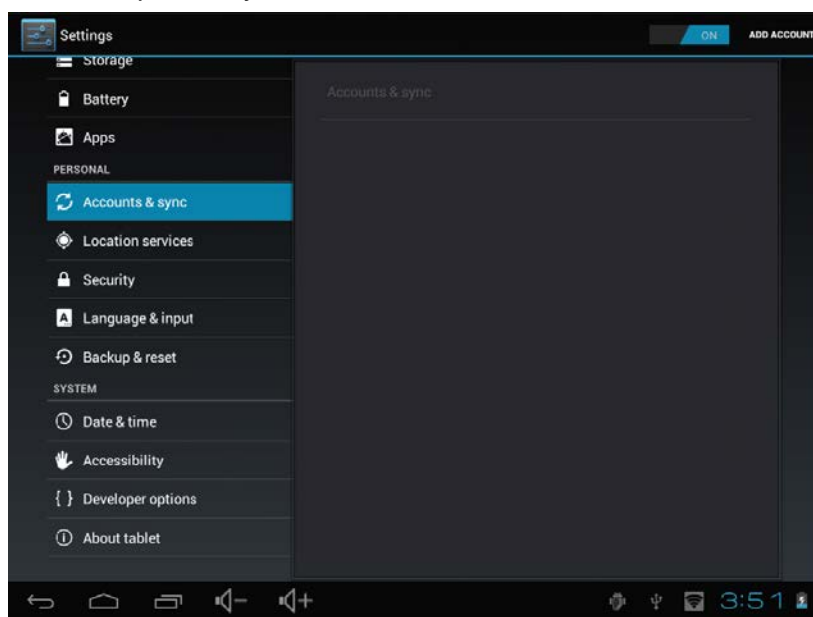 Settings
ON
ADD ACCOUNT
Storage
Battery
Accounts & sync
Apps
PERSONAL
Accounts & sync
Location services
Security
A
Language & input
Backup & reset
SYSTEM
Date & time
Accessibility
{ } Developer options
About tablet
3:51